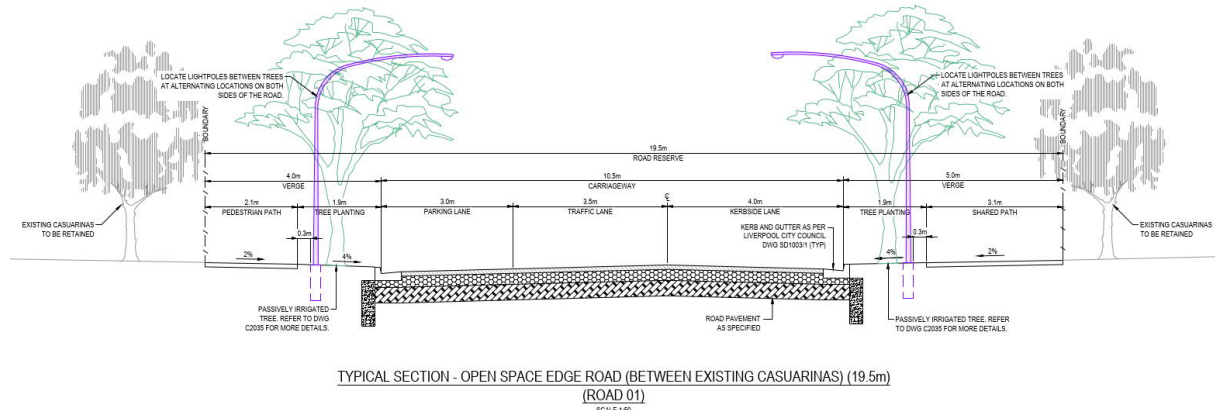 LOCATE LIGHTPOLES BETWEEN TREES
AT ALTERNATING LOCATIONS ON BOTH
SIDES OF THE ROAD.
LOCATE LIGHTPOLES BETWEEN TREES
AT ALTERNATING LOCATIONS ON BOTH
SIDES OF THE ROAD.
BOUNDARY
BOUNDARY
19.5m
ROAD RESERVE
4.0m
VERGE
10.5m
CARRIAGEWAY
5.0m
VERGE
2.1m
PEDESTRIAN PATH
1.9m
TREE PLANTING
3.0m
PARKING LANE
3.5m
TRAFFIC LANE
4.0m
KERBSIDE LANE
1.9m
TREE PLANTING
3.1m
SHARED PATH
EXISTING CASUARINAS
TO BE RETAINED
EXISTING CASUARINAS
TO BE RETAINED
KERB AND GUTTER AS PER
LIVERPOOL CITY COUNCIL
DWG SD1003/1 (TYP)
0.3m
0.3m
2%
4%
4%
2%
PASSIVELY IRRIGATED
TREE. REFER TO DWG
C2035 FOR MORE DETAILS.
ROAD PAVEMENT
AS SPECIFIED
PASSIVELY IRRIGATED TREE. REFER
TO DWG C2035 FOR MORE DETAILS.
TYPICAL SECTION - OPEN SPACE EDGE ROAD (BETWEEN EXISTING CASUARINAS) (19.5m)
(ROAD 01)